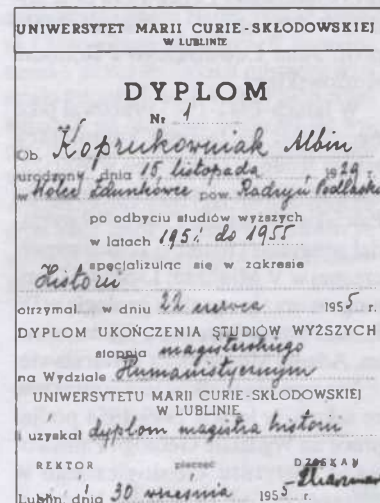 UNIWERSYTET MARII CURIE-SKŁODOWSKIEJ
W LUBLINIE
DYPLOM
Nr 1
Ob. Koprukowniak Albin
urodzony dnia 15 listopada 1929 r.
w Wólce Zdunkówce pow. Radzyń Podlaski
po odbyciu studiów wyższych
w latach 1951 do 1955
specjalizując się w zakresie
Historii
otrzymał w dniu 22 czerwca 1955 r.
DYPLOM UKOŃCZENIA STUDIÓW WYŻSZYCH
stopnia magisterskiego
na Wydziale Humanistycznym
UNIWERSYTETU MARII CURIE-SKŁODOWSKIEJ
W LUBLINIE
i uzyskał dyplom magistra historii
REKTOR pieczęć DZIEKAN
Lublin, dnia 30 września 1955 r.